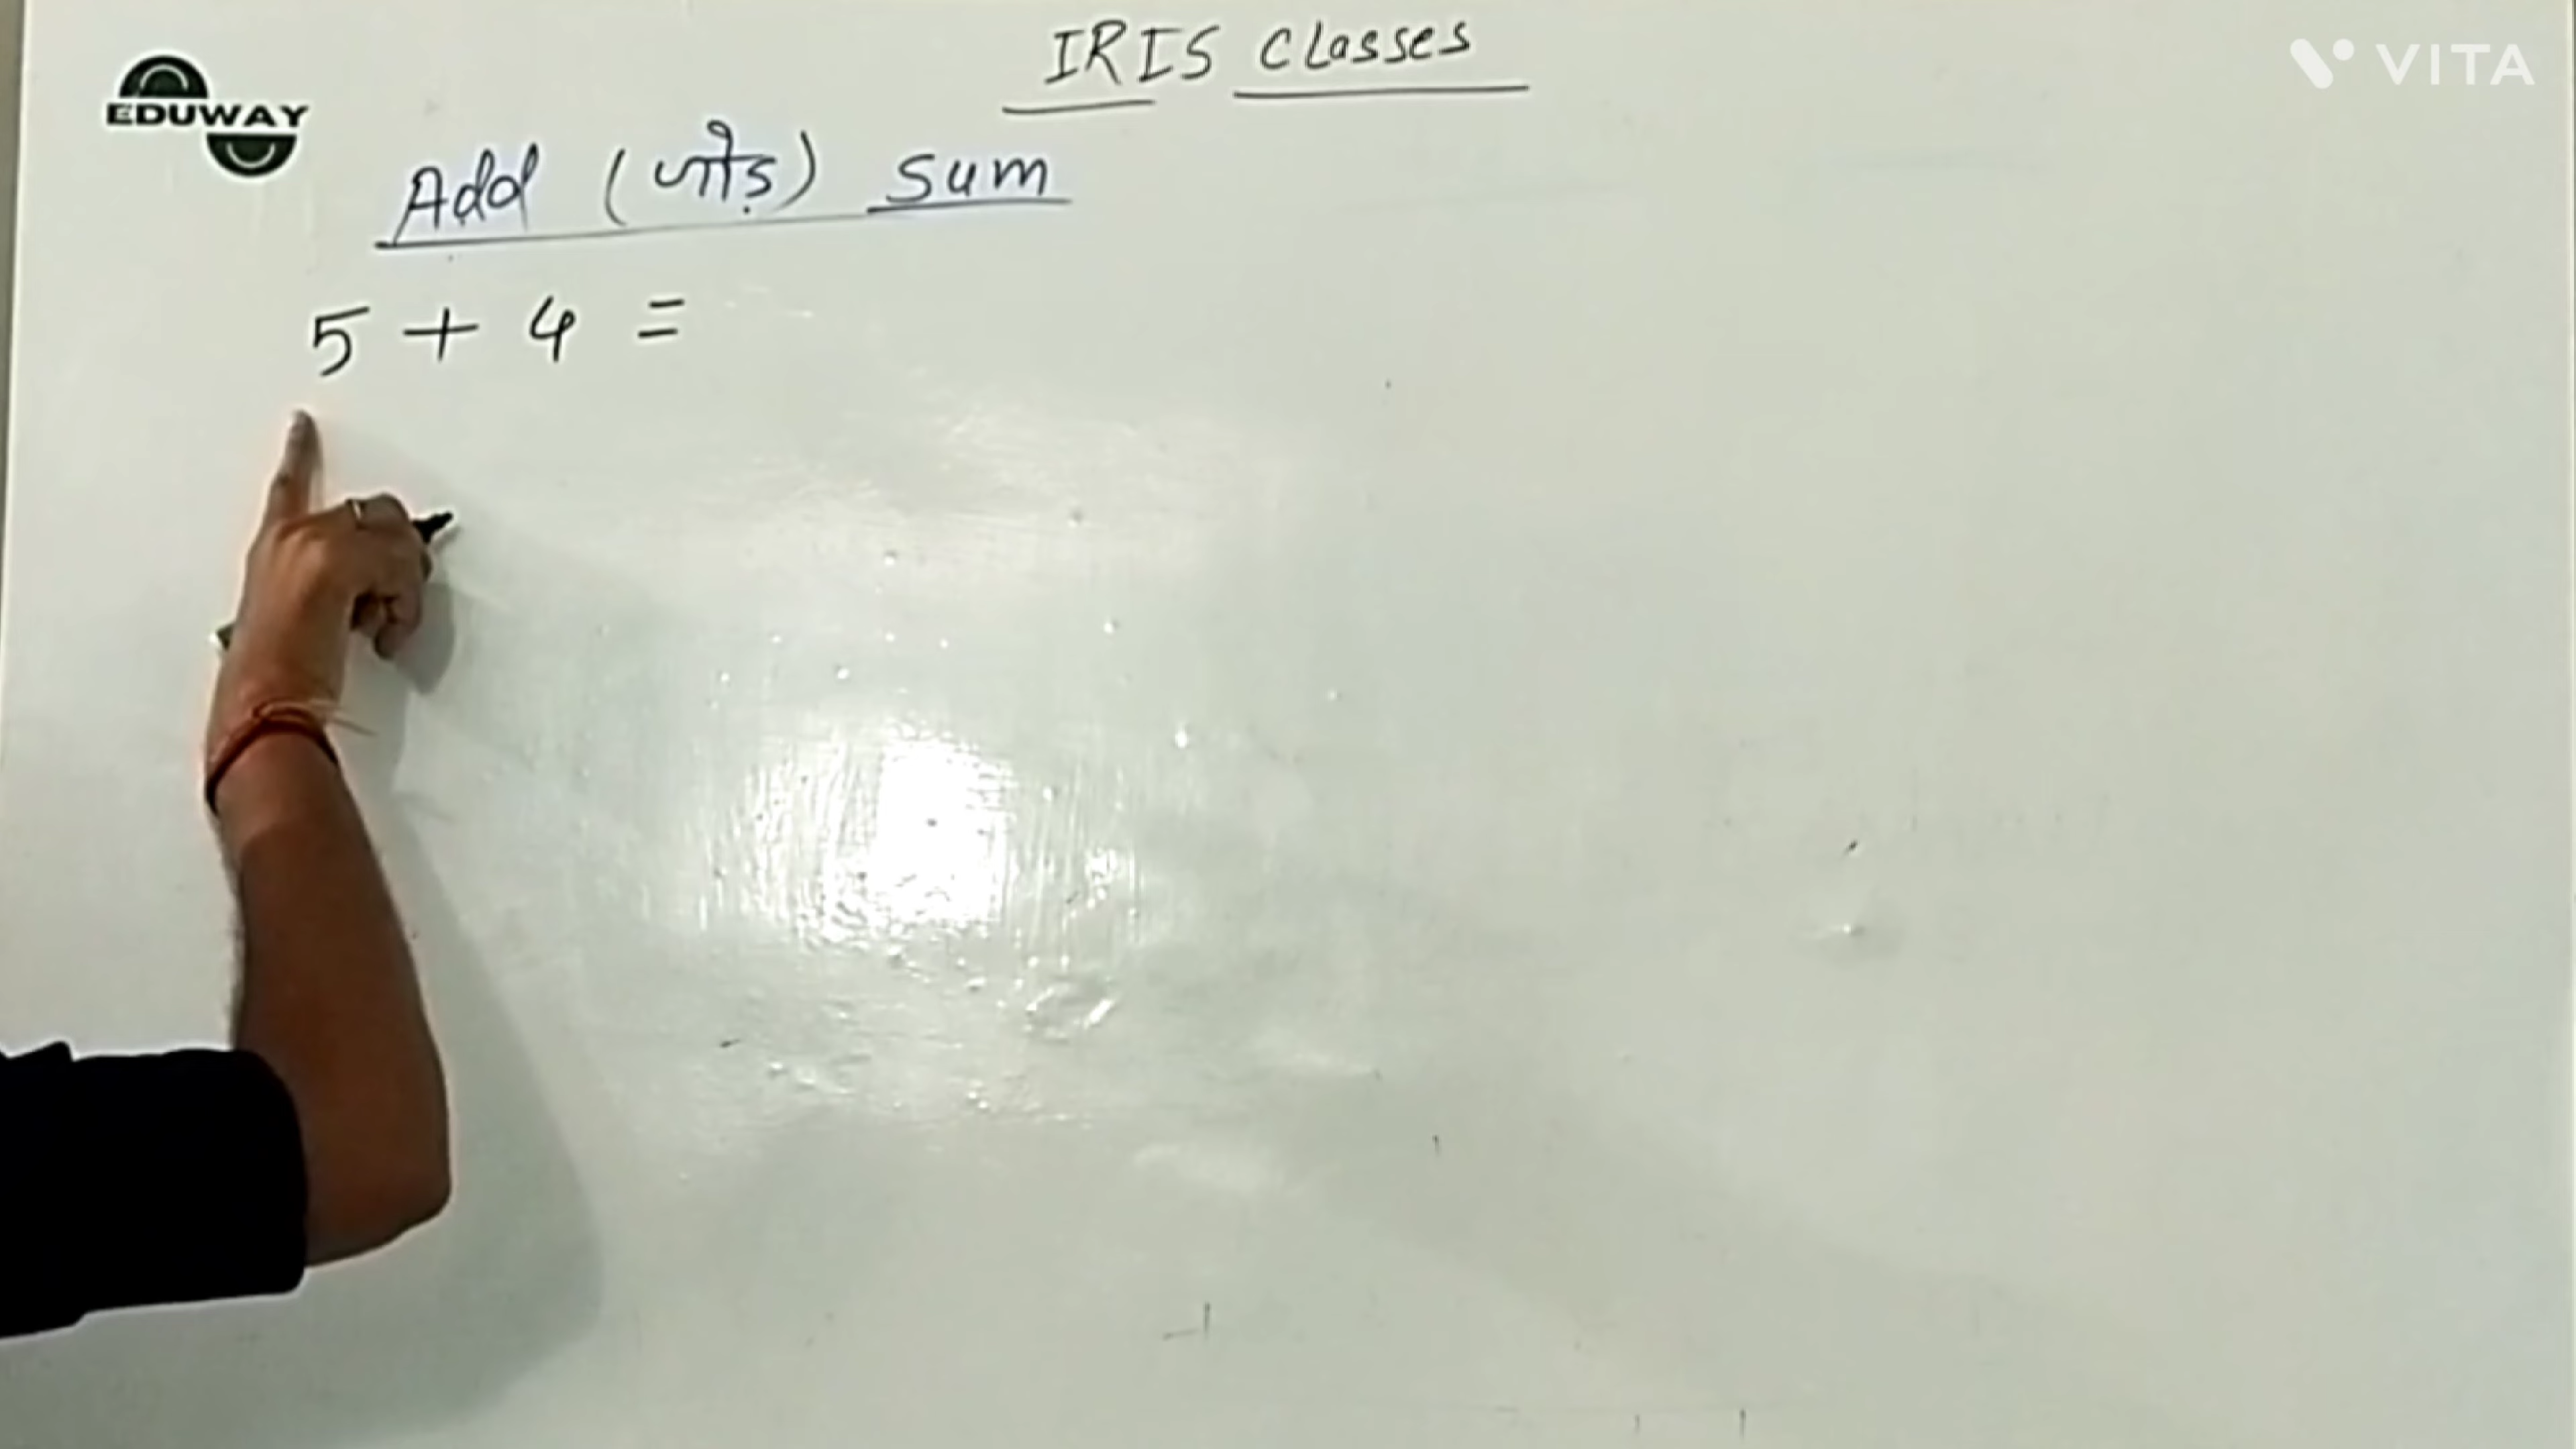 IRIS Classes
VITA
EDUWAY
Add (जोड़) Sum
5 + 4 =